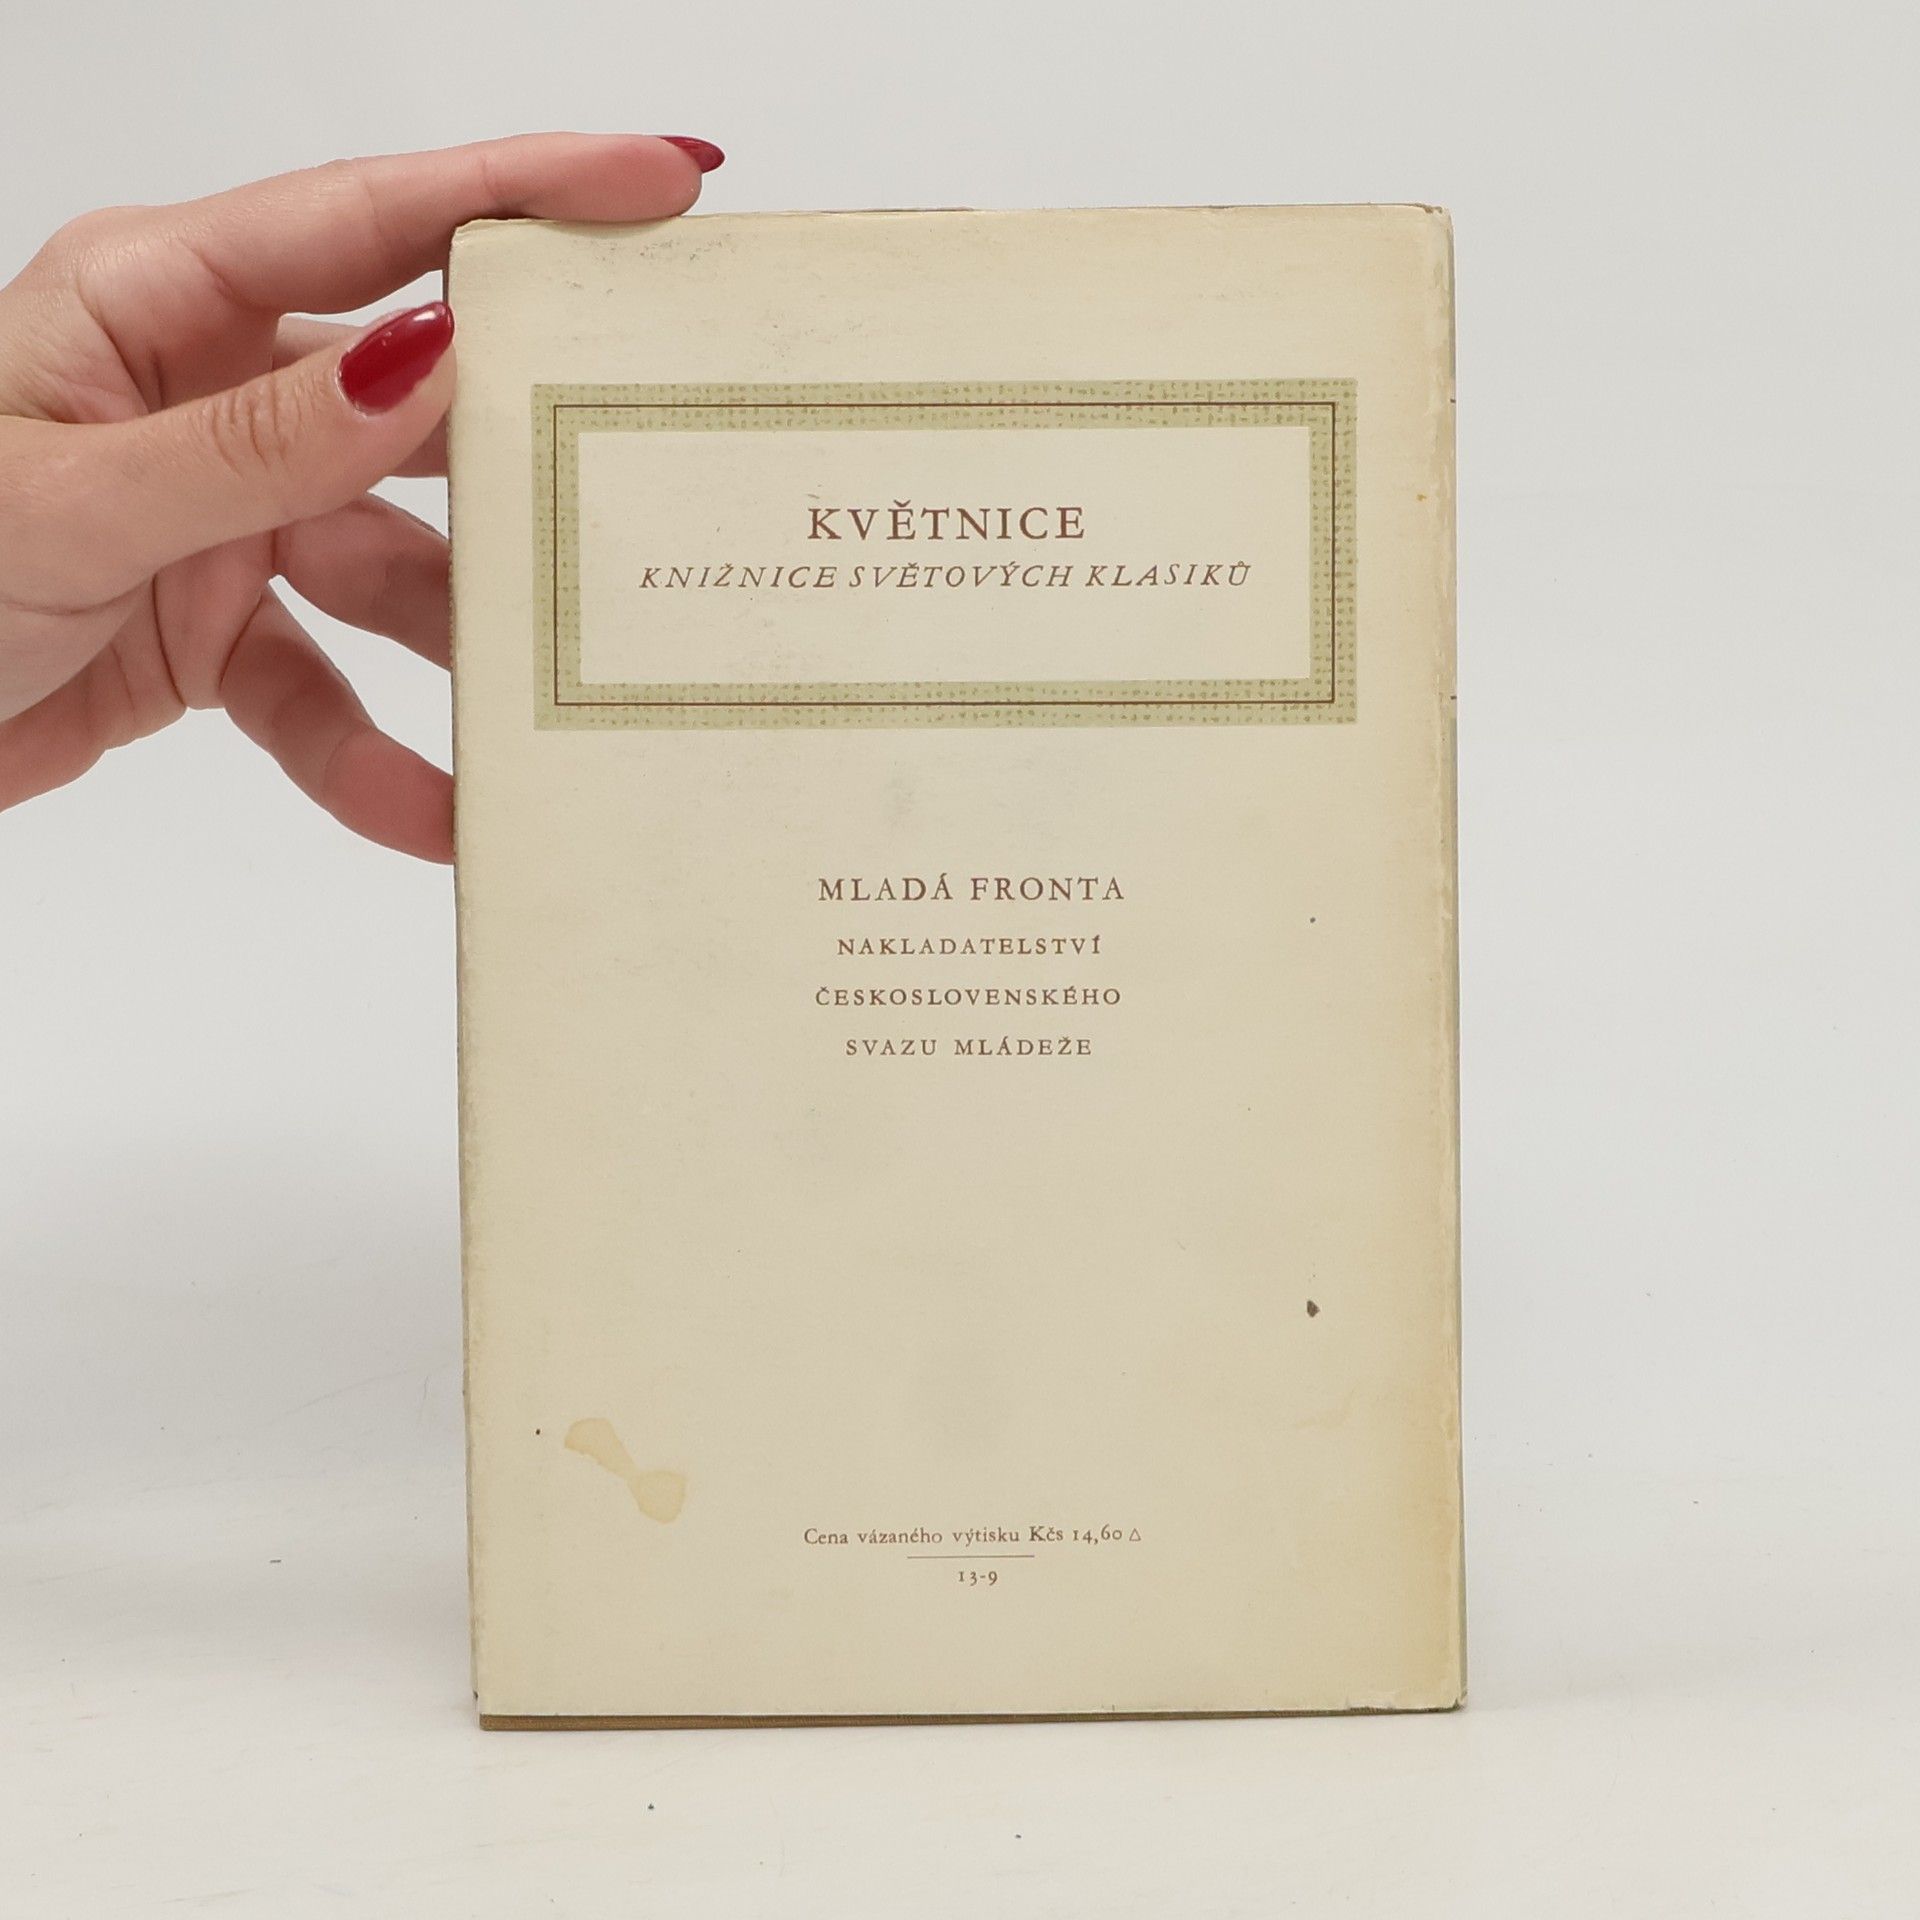 KVĚTNICE
KNIŽNICE SVĚTOVÝCH KLASIKŮ
MLADÁ FRONTA
NAKLADATELSTVÍ
ČESKOSLOVENSKÉHO
SVAZU MLÁDEŽE
Cena vázaného výtisku Kčs 14,60 △
13-9